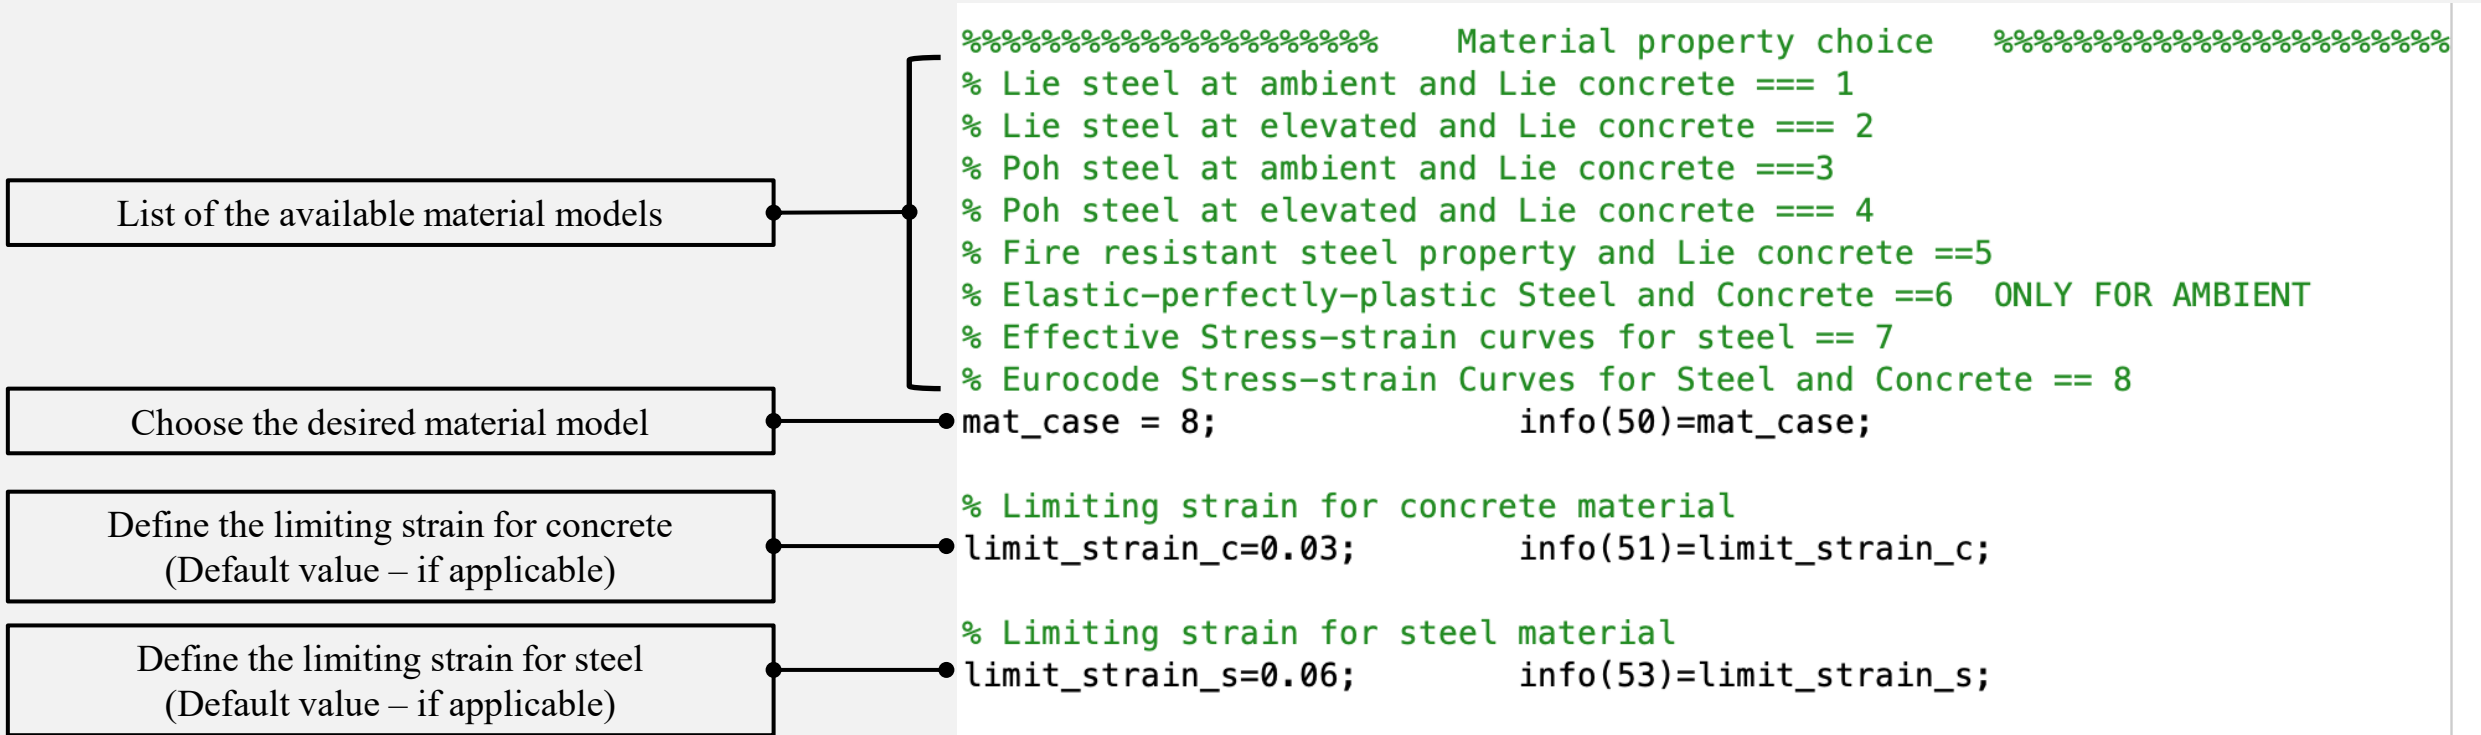 %%%%%%%%%%%%%%%%%%%%% Material property choice %%%%%%%%%%%%%%%%%%%%%%%
% Lie steel at ambient and Lie concrete === 1
% Lie steel at elevated and Lie concrete === 2
% Poh steel at ambient and Lie concrete ===3
% Poh steel at elevated and Lie concrete === 4
% Fire resistant steel property and Lie concrete ==5
% Elastic-perfectly-plastic Steel and Concrete ==6 ONLY FOR AMBIENT
% Effective Stress-strain curves for steel == 7
% Eurocode Stress-strain Curves for Steel and Concrete == 8
mat_case = 8; info(50)=mat_case;
% Limiting strain for concrete material
limit_strain_c=0.03; info(51)=limit_strain_c;
% Limiting strain for steel material
limit_strain_s=0.06; info(53)=limit_strain_s;
List of the available material models
Choose the desired material model
Define the limiting strain for concrete
(Default value – if applicable)
Define the limiting strain for steel
(Default value – if applicable)